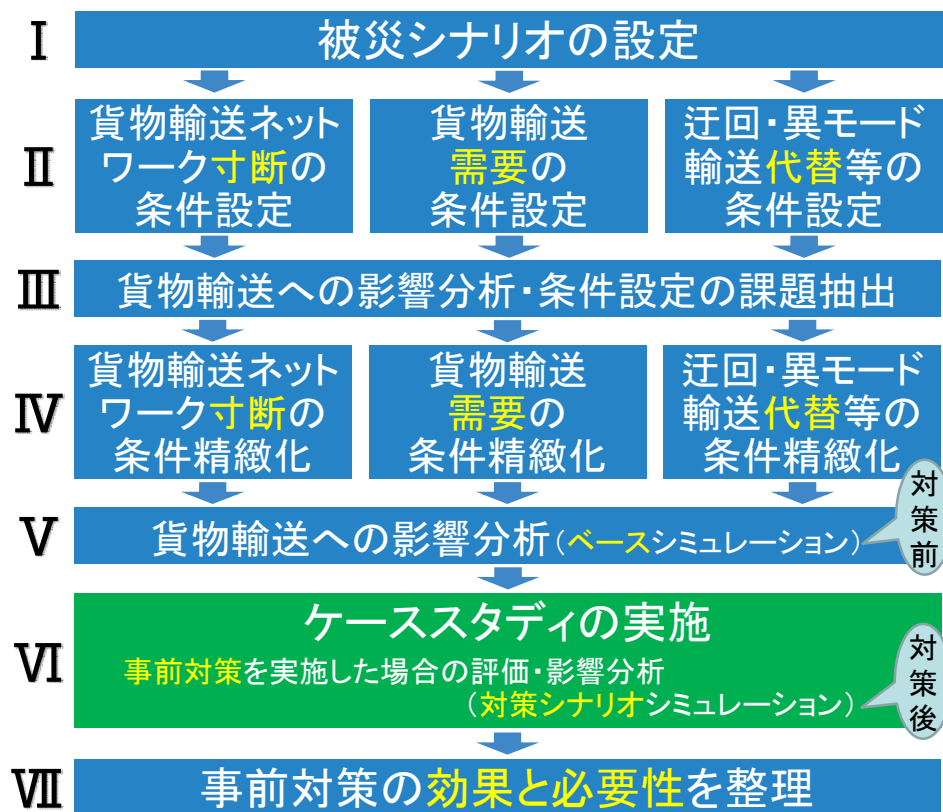 Ⅰ
被災シナリオの設定
Ⅱ
貨物輸送ネット
ワーク寸断の
条件設定
貨物輸送
需要の
条件設定
迂回・異モード
輸送代替等の
条件設定
Ⅲ
貨物輸送への影響分析・条件設定の課題抽出
Ⅳ
貨物輸送ネット
ワーク寸断の
条件精緻化
貨物輸送
需要の
条件精緻化
迂回・異モード
輸送代替等の
条件精緻化
Ⅴ
貨物輸送への影響分析(ベースシミュレーション)
対策前
Ⅵ
ケーススタディの実施
事前対策を実施した場合の評価・影響分析
(対策シナリオシミュレーション)
対策後
Ⅶ
事前対策の効果と必要性を整理